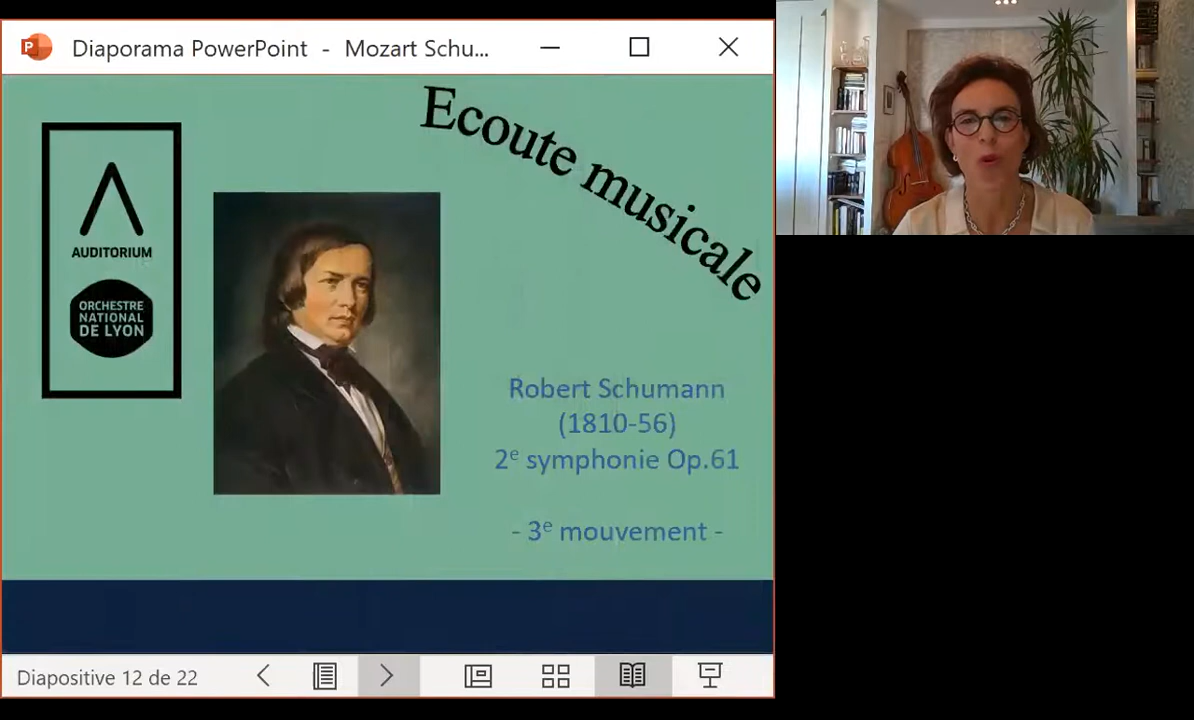 Diaporama PowerPoint - Mozart Schu...
Ecoute musicale
AUDITORIUM
ORCHESTRE
NATIONAL
DE LYON
Robert Schumann
(1810-56)
2e symphonie Op.61
- 3e mouvement -
Diapositive 12 de 22